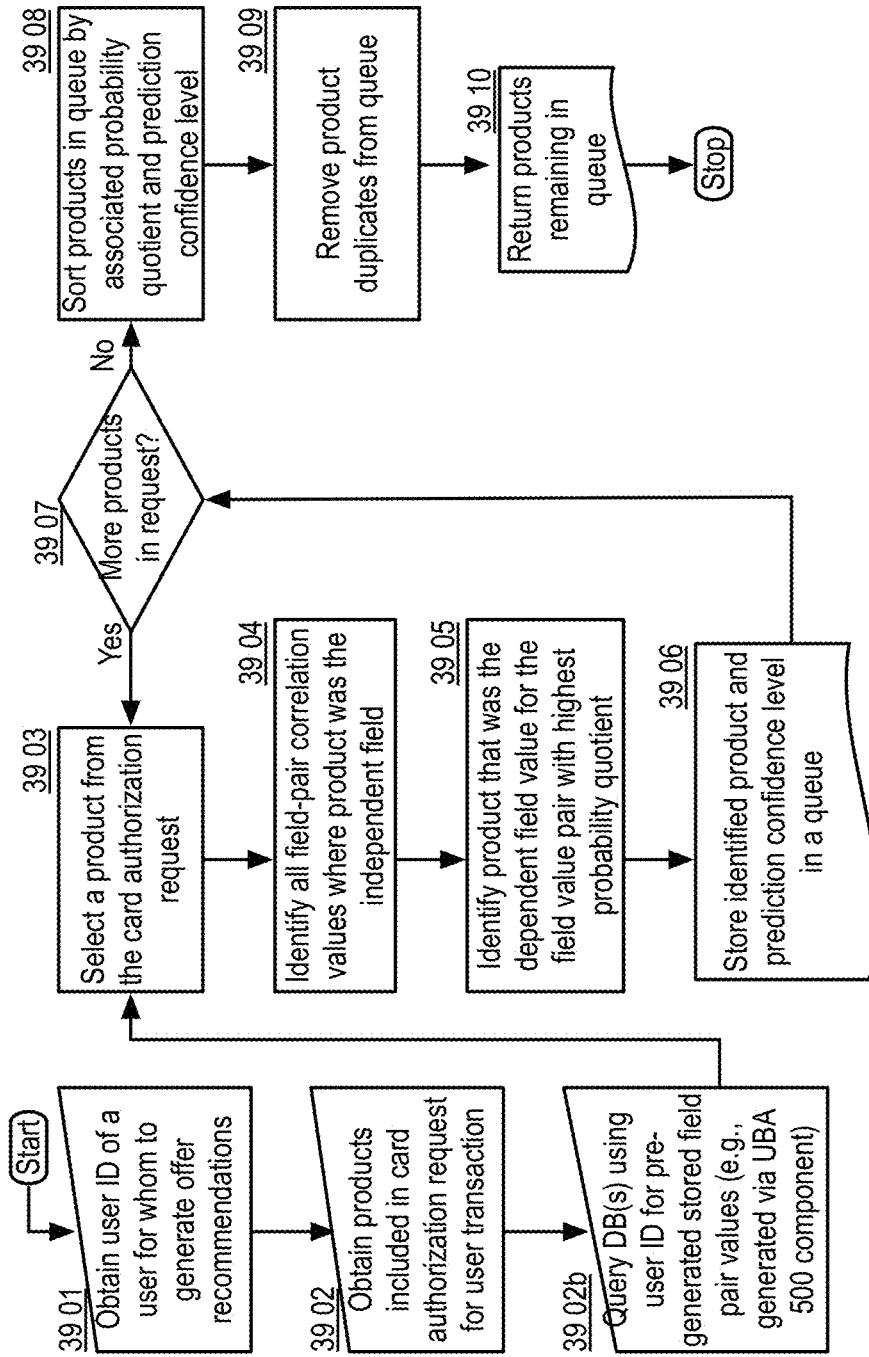 Start
39 01
Obtain user ID of a
user for whom to
generate offer
recommendations
39 02
Obtain products
included in card
authorization request
for user transaction
39 02b
Query DB(s) using
user ID for pre-
generated stored field
pair values (e.g.,
generated via UBA
500 component)
39 03
Select a product from
the card authorization
request
39 04
Identify all field-pair correlation
values where product was the
independent field
39 05
Identify product that was the
dependent field value for the
field value pair with highest
probability quotient
39 06
Store identified product and
prediction confidence level
in a queue
39 07
More products
in request?
Yes
No
39 08
Sort products in queue by
associated probability
quotient and prediction
confidence level
39 09
Remove product
duplicates from queue
39 10
Return products
remaining in
queue
Stop